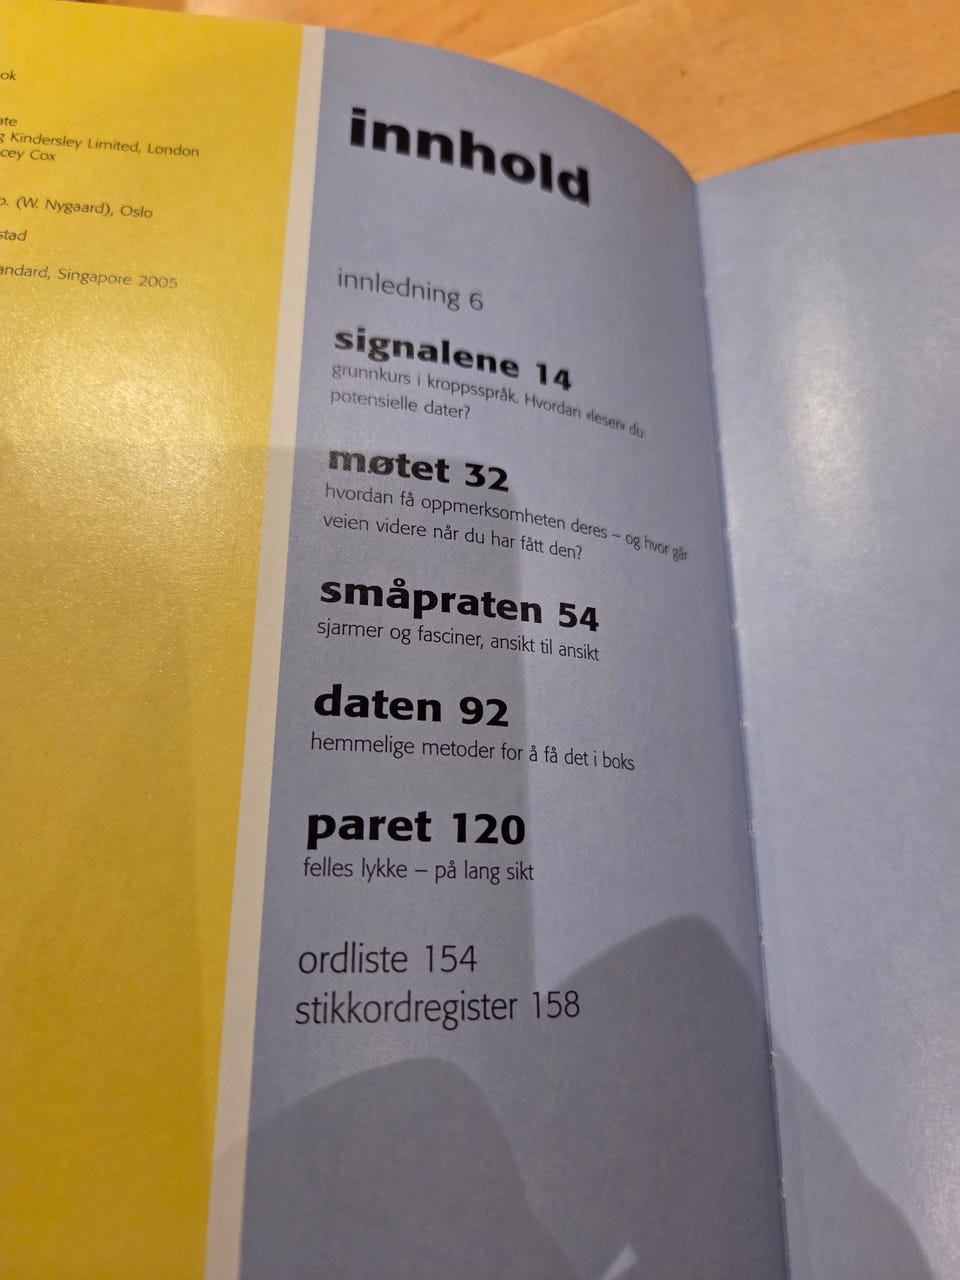 ok
ate
g Kindersley Limited, London
cey Cox
o. (W. Nygaard), Oslo
stad
andard, Singapore 2005
innhold
innledning 6
signalene 14
grunnkurs i kroppsspråk. Hvordan «leser» du
potensielle dater?
møtet 32
hvordan få oppmerksomheten deres – og hvor går
veien videre når du har fått den?
småpraten 54
sjarmer og fasciner, ansikt til ansikt
daten 92
hemmelige metoder for å få det i boks
paret 120
felles lykke – på lang sikt
ordliste 154
stikkordregister 158